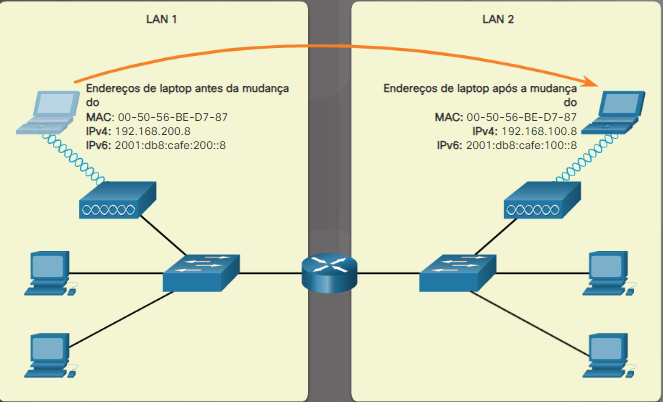 LAN 1
LAN 2
Endereços de laptop antes da mudança
do
MAC: 00-50-56-BE-D7-87
IPv4: 192.168.200.8
IPv6: 2001:db8:cafe:200::8
Endereços de laptop após a mudança
do
MAC: 00-50-56-BE-D7-87
IPv4: 192.168.100.8
IPv6: 2001:db8:cafe:100::8